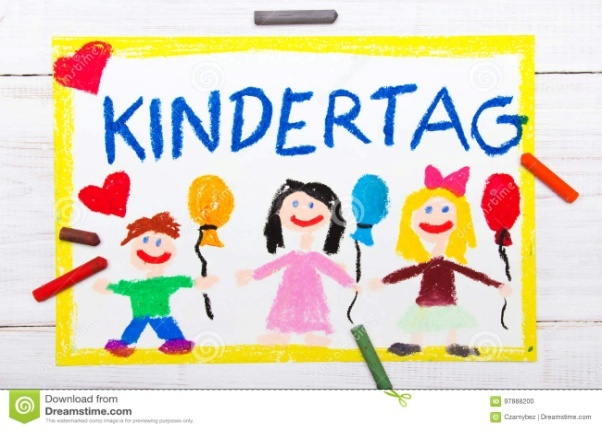 KINDERTAG
Download from
Dreamstime.com
This watermarked comp image is for previewing purposes only.
97988200
Czarnybez | Dreamstime.com